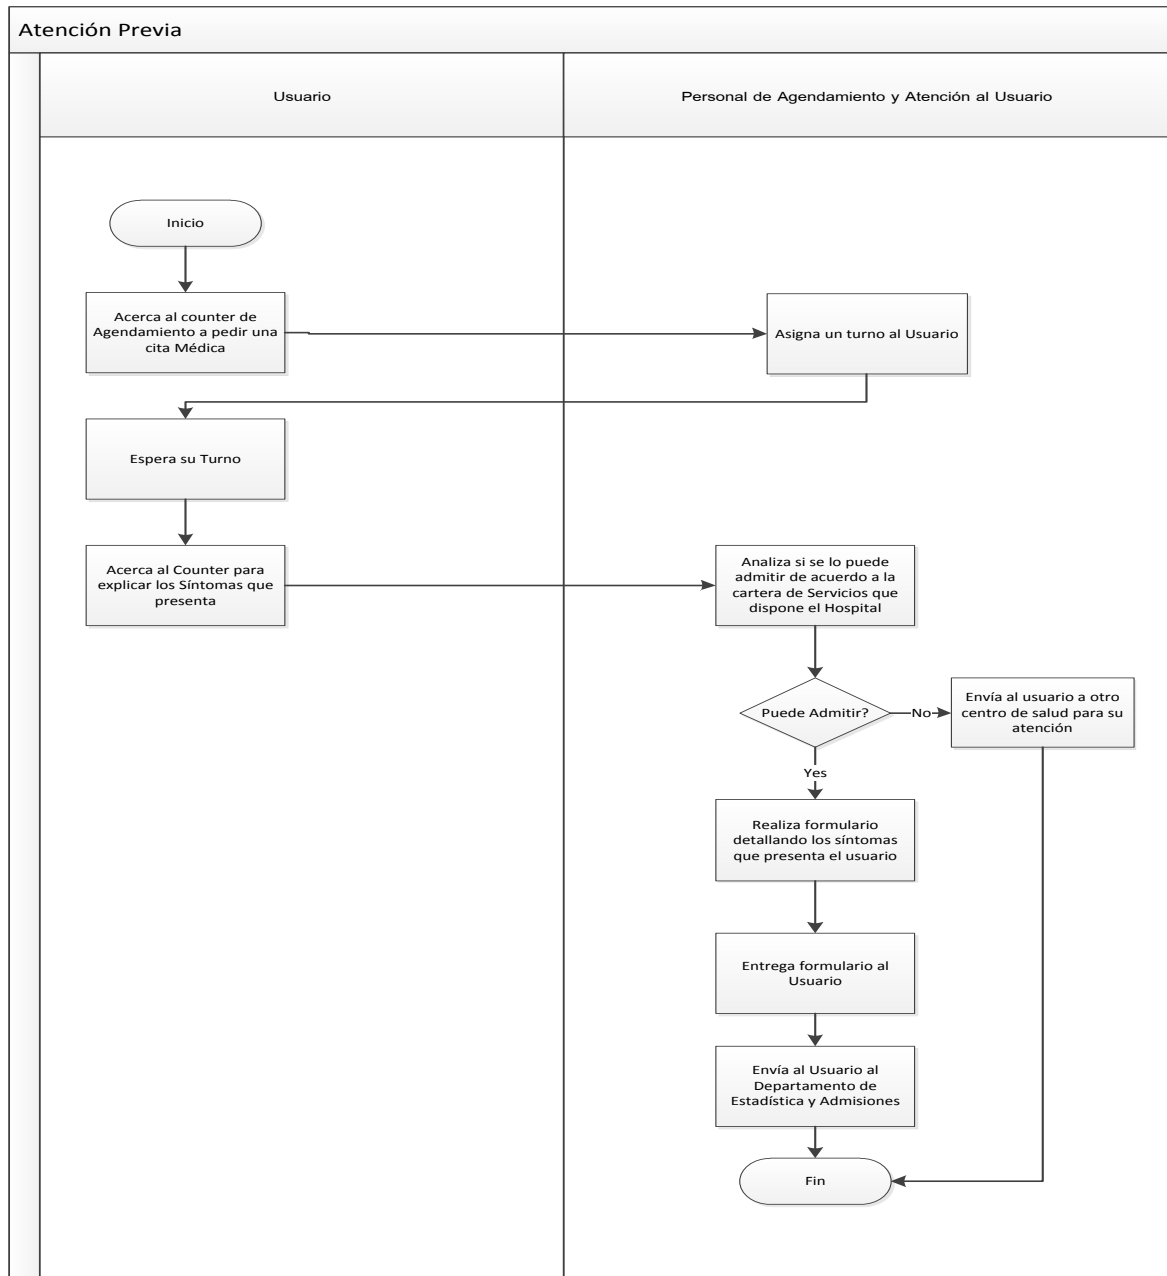 Atención Previa
Usuario
Personal de Agendamiento y Atención al Usuario
Inicio
Acerca al counter de
Agendamiento a pedir una
cita Médica
Asigna un turno al Usuario
Espera su Turno
Acerca al Counter para
explicar los Síntomas que
presenta
Analiza si se lo puede
admitir de acuerdo a la
cartera de Servicios que
dispone el Hospital
Puede Admitir?
No
Envía al usuario a otro
centro de salud para su
atención
Yes
Realiza formulario
detallando los síntomas
que presenta el usuario
Entrega formulario al
Usuario
Envía al Usuario al
Departamento de
Estadística y Admisiones
Fin